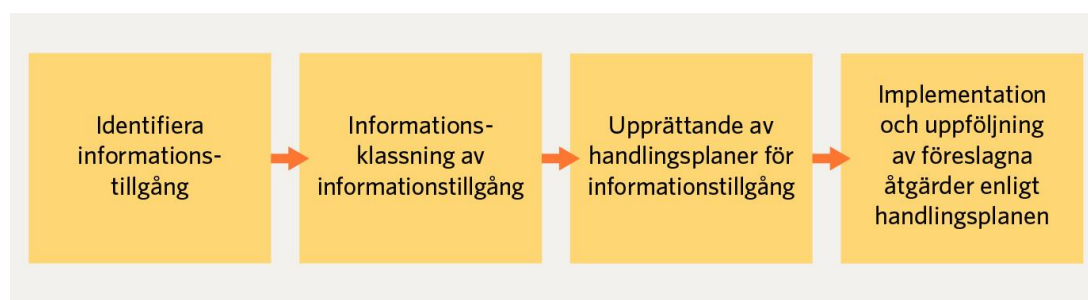 Identifiera
informations-
tillgång
Informations-
klassning av
informationstillgång
Upprättande av
handlingsplaner för
informationstillgång
Implementation
och uppföljning
av föreslagna
åtgärder enligt
handlingsplanen